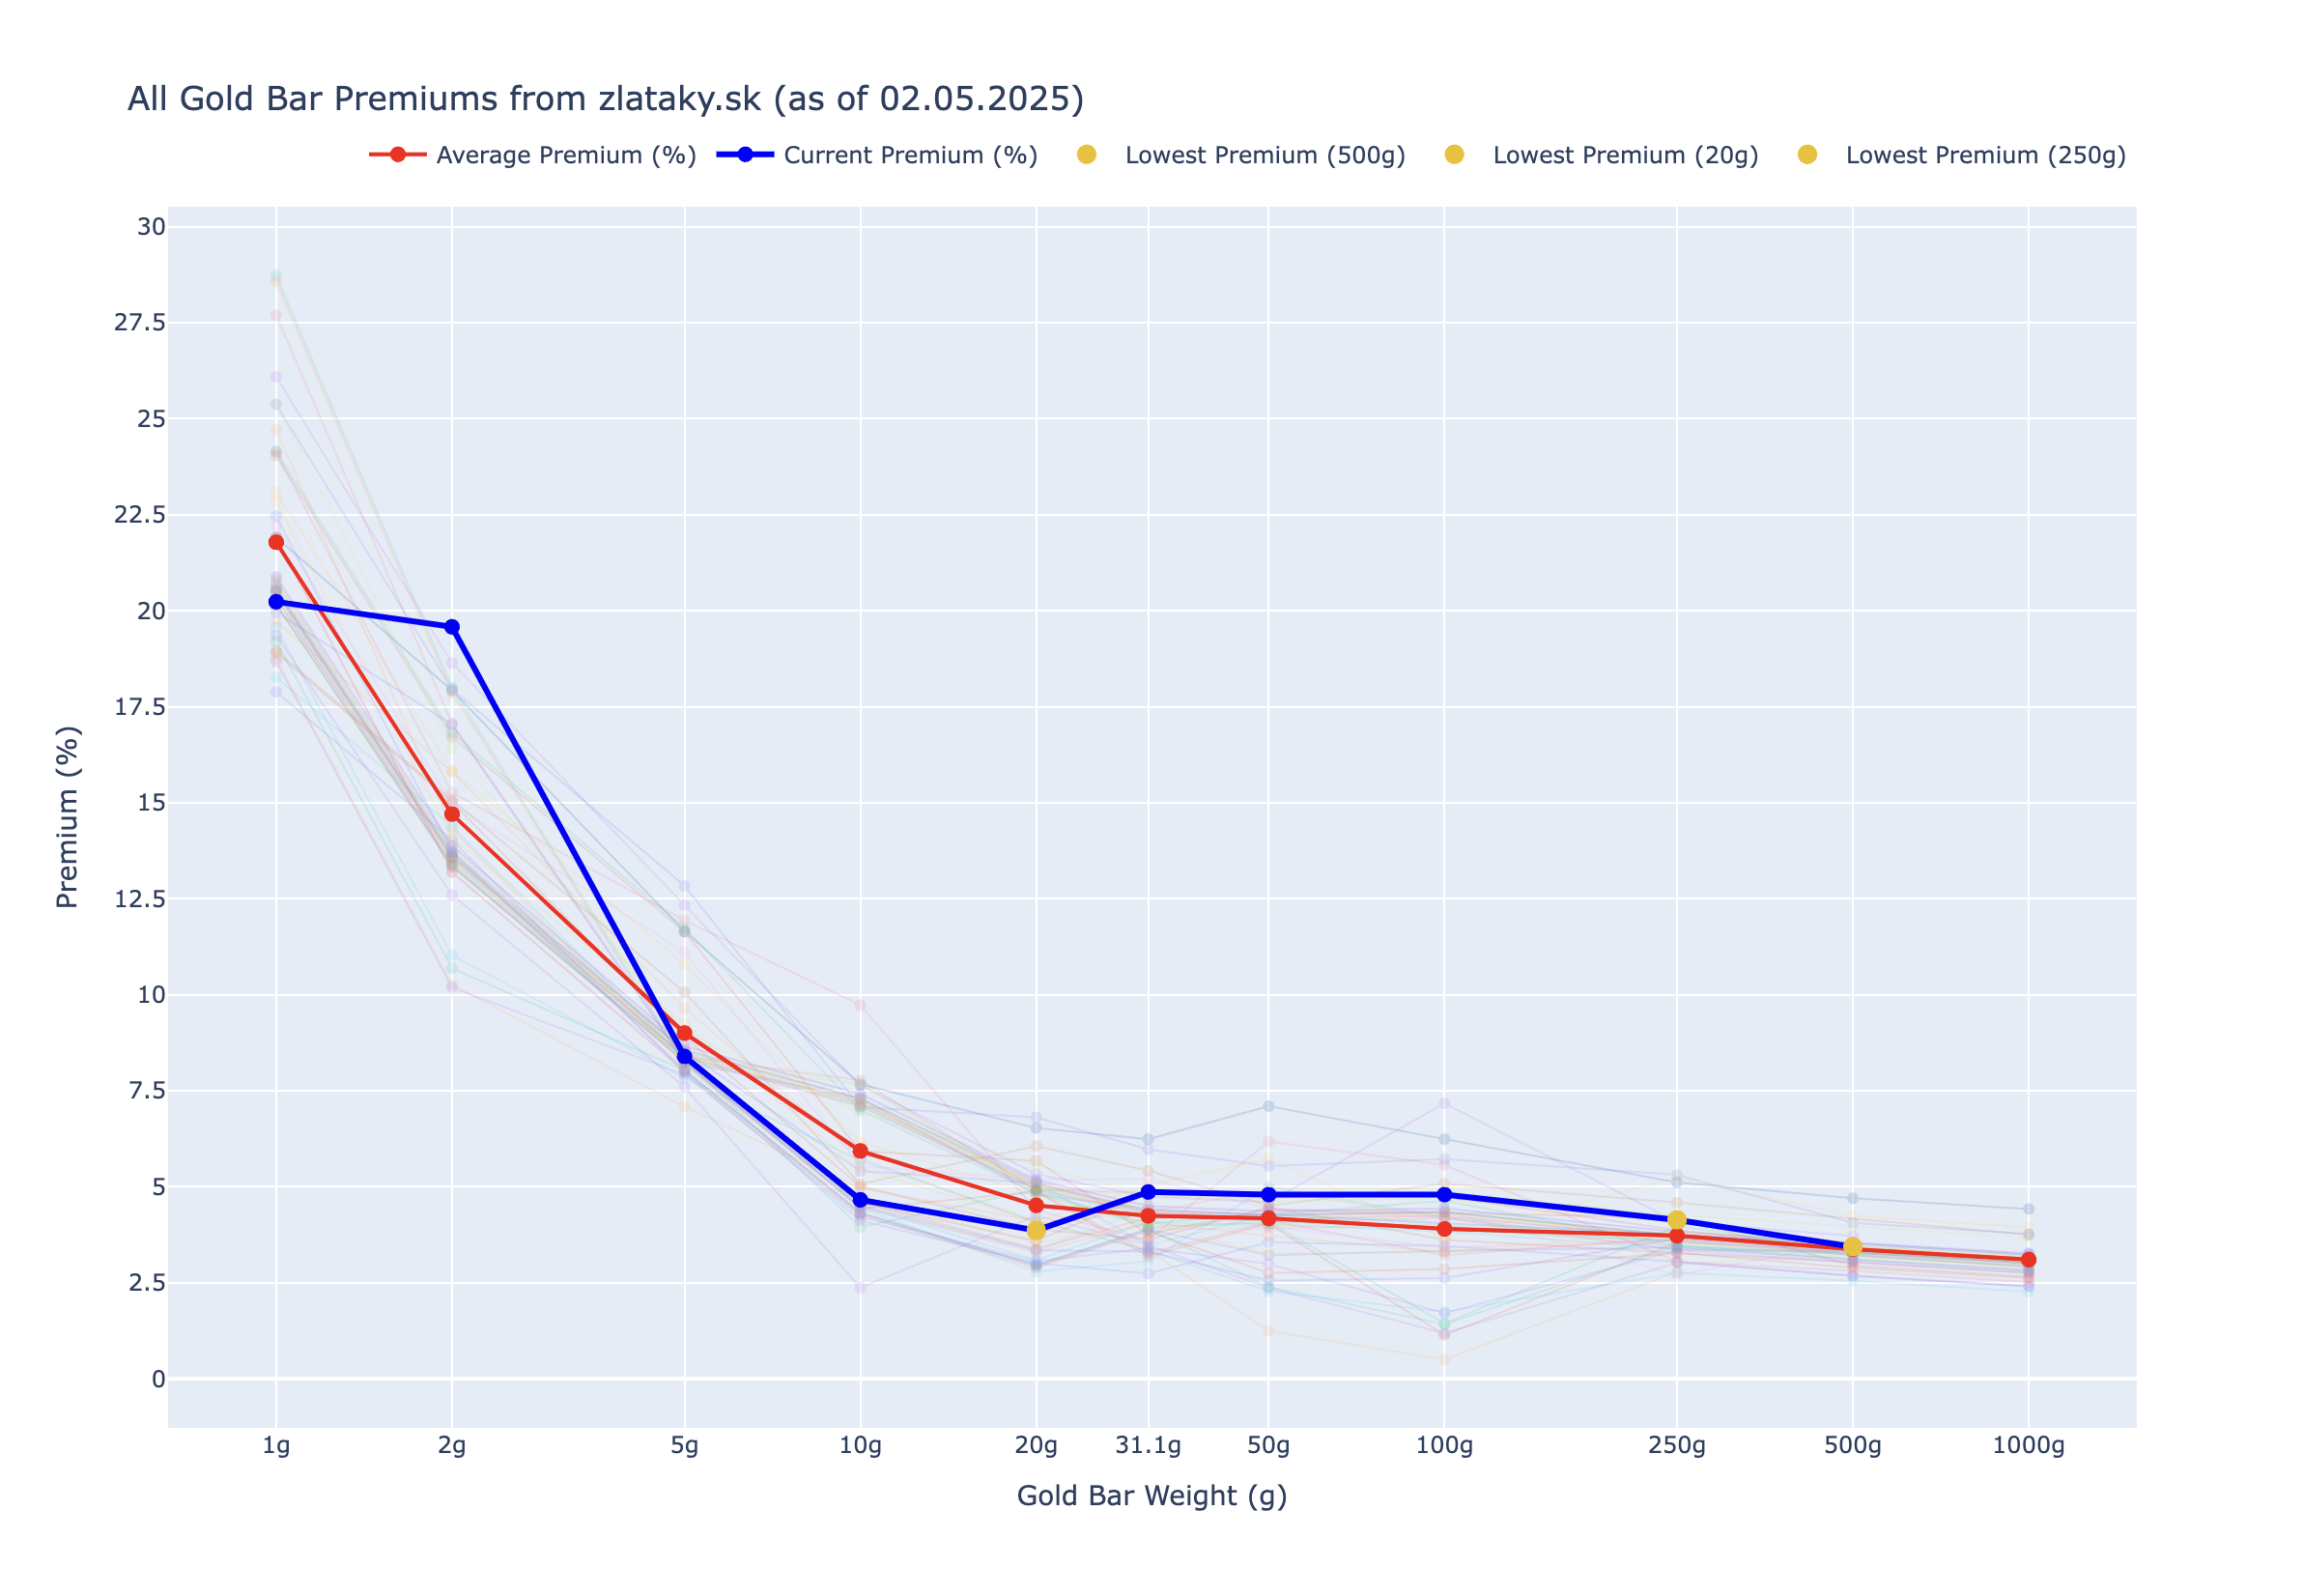 All Gold Bar Premiums from zlataky.sk (as of 02.05.2025)
Average Premium (%) Current Premium (%) Lowest Premium (500g) Lowest Premium (20g) Lowest Premium (250g)
30
27.5
25
22.5
20
17.5
15
12.5
10
7.5
5
2.5
0
Premium (%)
1g 2g 5g 10g 20g 31.1g 50g 100g 250g 500g 1000g
Gold Bar Weight (g)